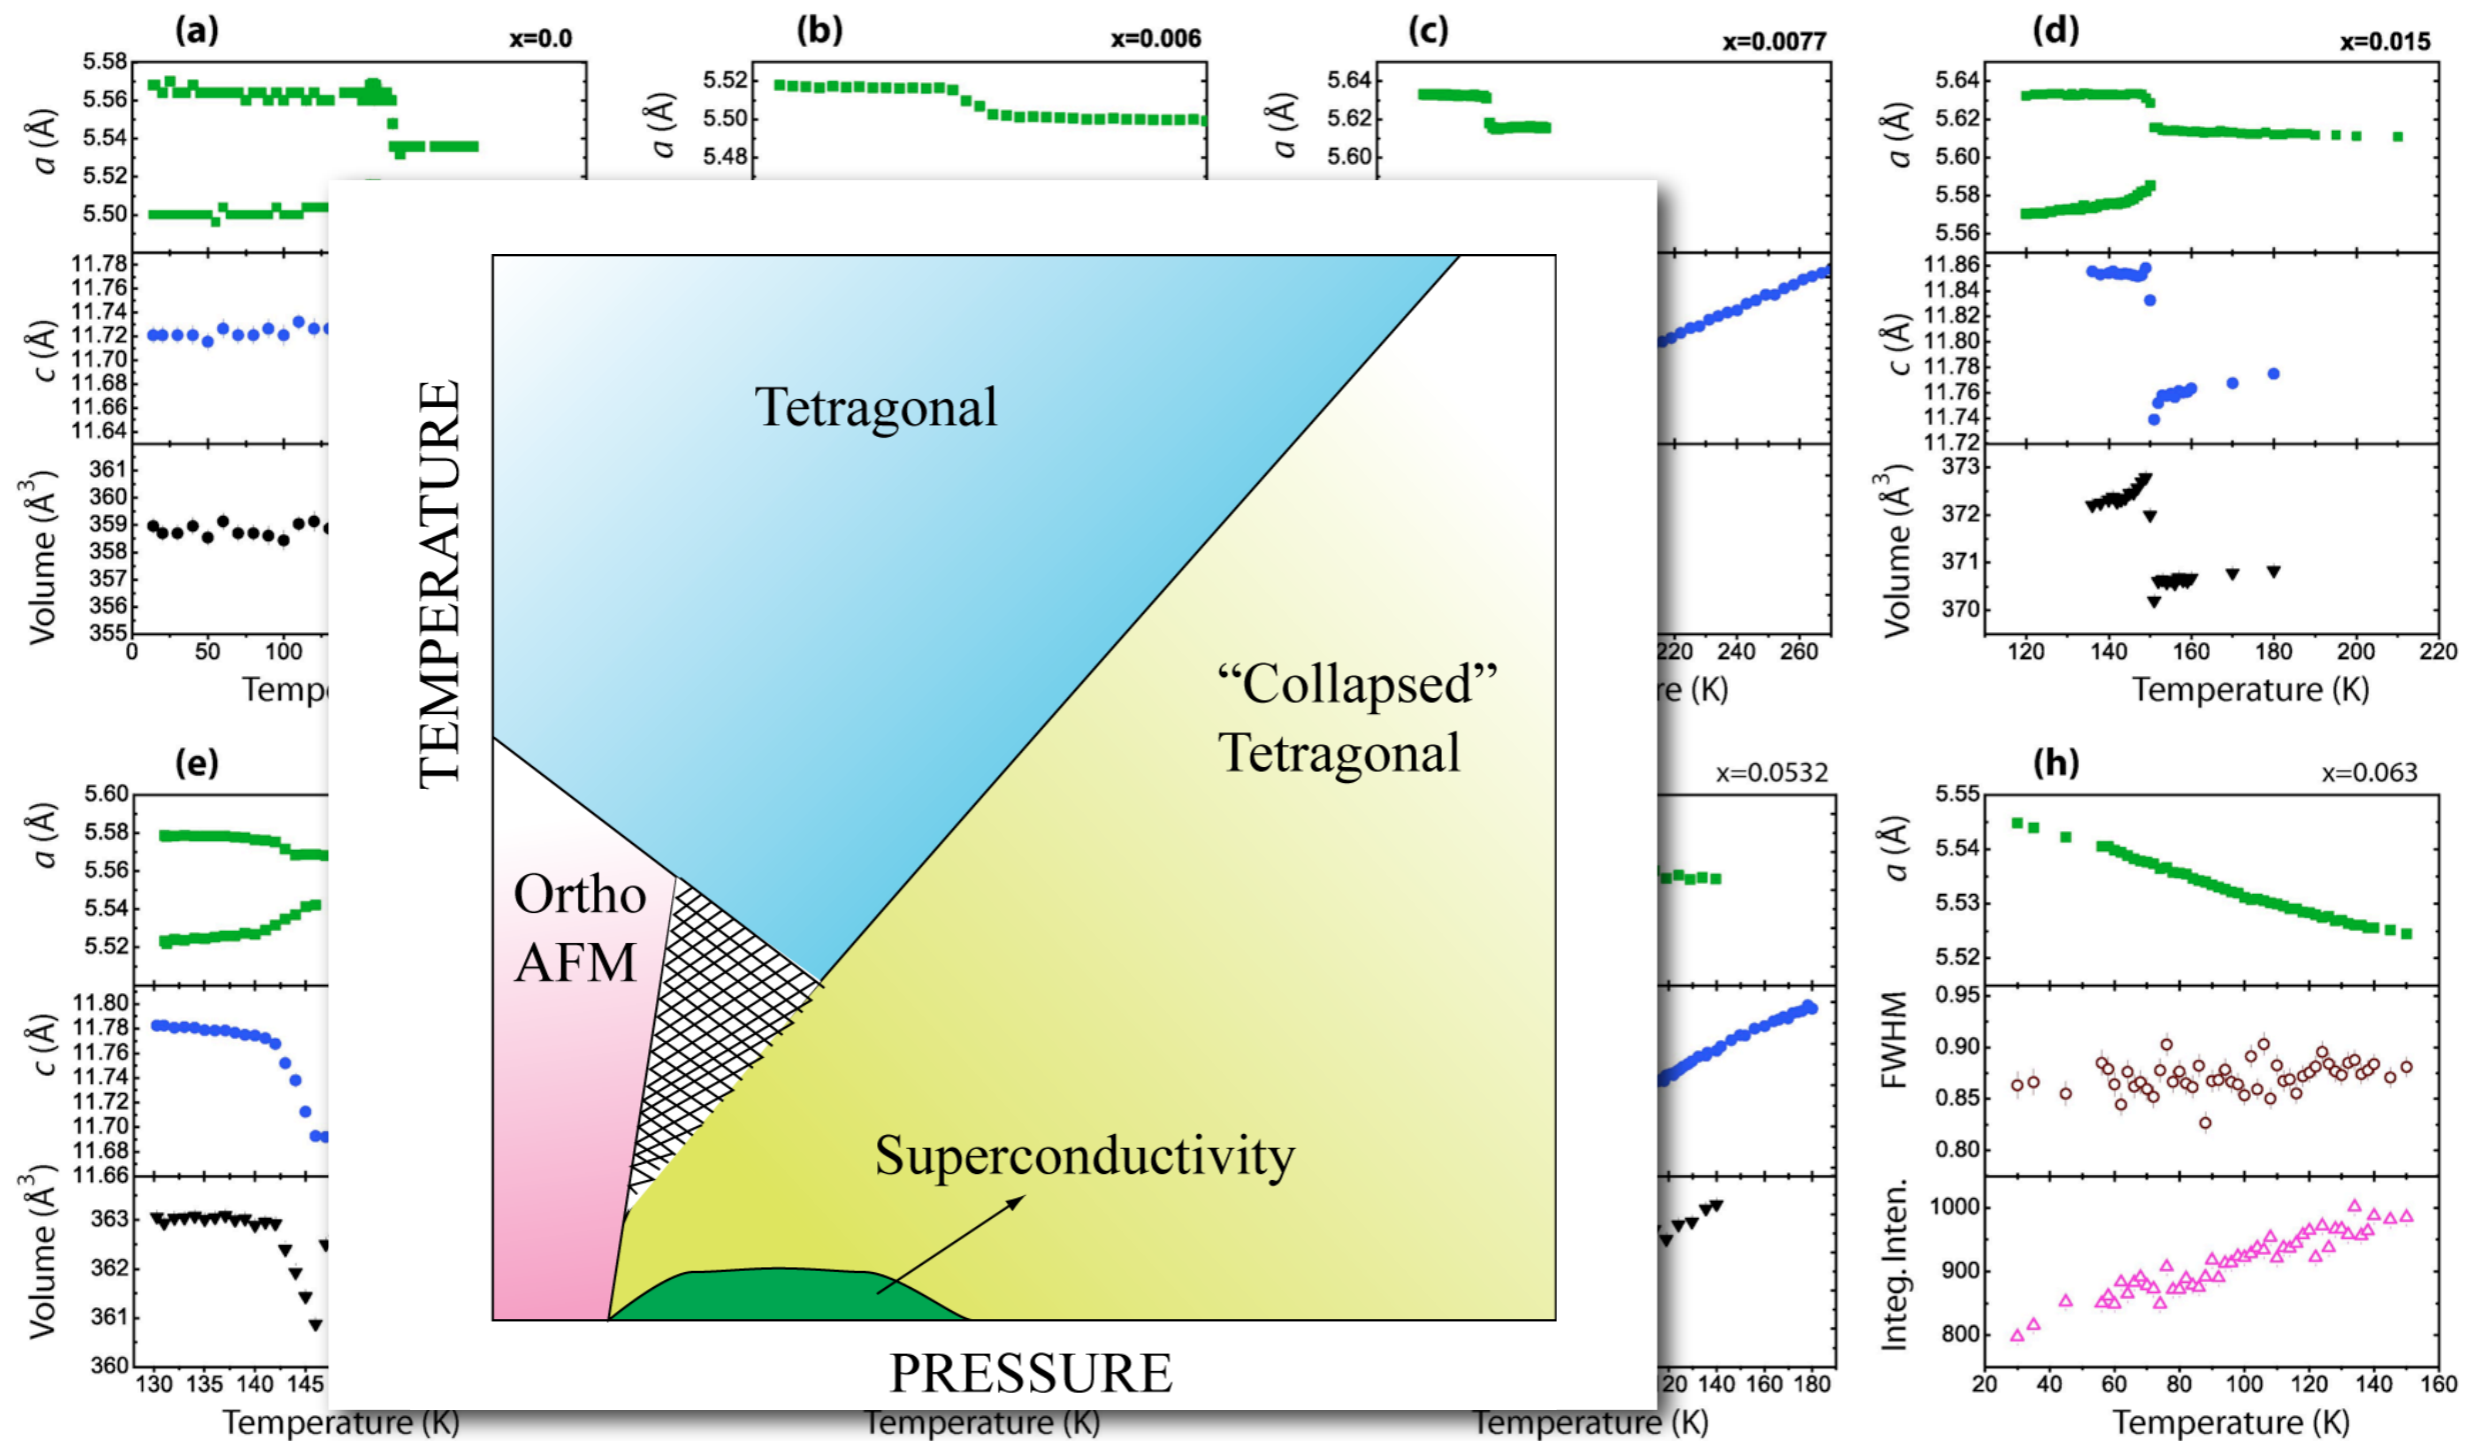 (a)
x=0.0
(b)
x=0.006
(c)
x=0.0077
(d)
x=0.015
5.58
5.56
5.54
5.52
5.50
a (Å)
11.78
11.76
11.74
11.72
11.70
11.68
11.66
11.64
c (Å)
361
360
359
358
357
356
355
Volume (Å³)
0 50 100
5.52
5.50
5.48
a (Å)
5.64
5.62
5.60
a (Å)
220 240 260
re (K)
5.64
5.62
5.60
5.58
5.56
a (Å)
11.86
11.84
11.82
11.80
11.78
11.76
11.74
11.72
c (Å)
373
372
371
370
Volume (Å³)
120 140 160 180 200 220
Temperature (K)
TEMPERATURE
Tetragonal
“Collapsed”
Tetragonal
Ortho
AFM
Superconductivity
PRESSURE
(e)
5.60
5.58
5.56
5.54
5.52
a (Å)
11.80
11.78
11.76
11.74
11.72
11.70
11.68
11.66
c (Å)
363
362
361
360
Volume (Å³)
130 135 140 145
Temperature (K)
Temperature (K)
x=0.0532
140 160 180
Temperature (K)
(h)
x=0.063
5.55
5.54
5.53
5.52
a (Å)
0.95
0.90
0.85
0.80
FWHM
1000
900
800
Integ. Inten.
20 40 60 80 100 120 140 160
Temperature (K)